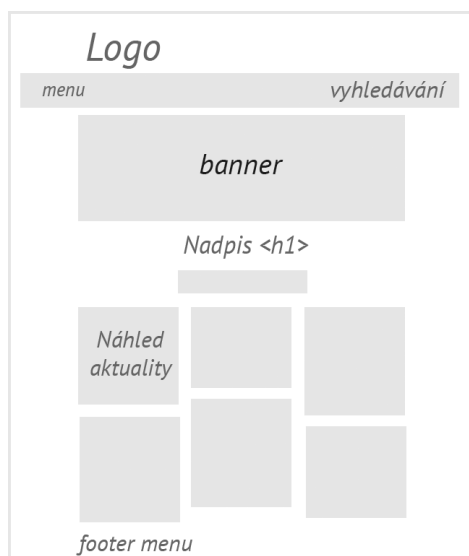 Logo
menu
vyhledávání
banner
Nadpis <h1>
Náhled
aktuality
footer menu